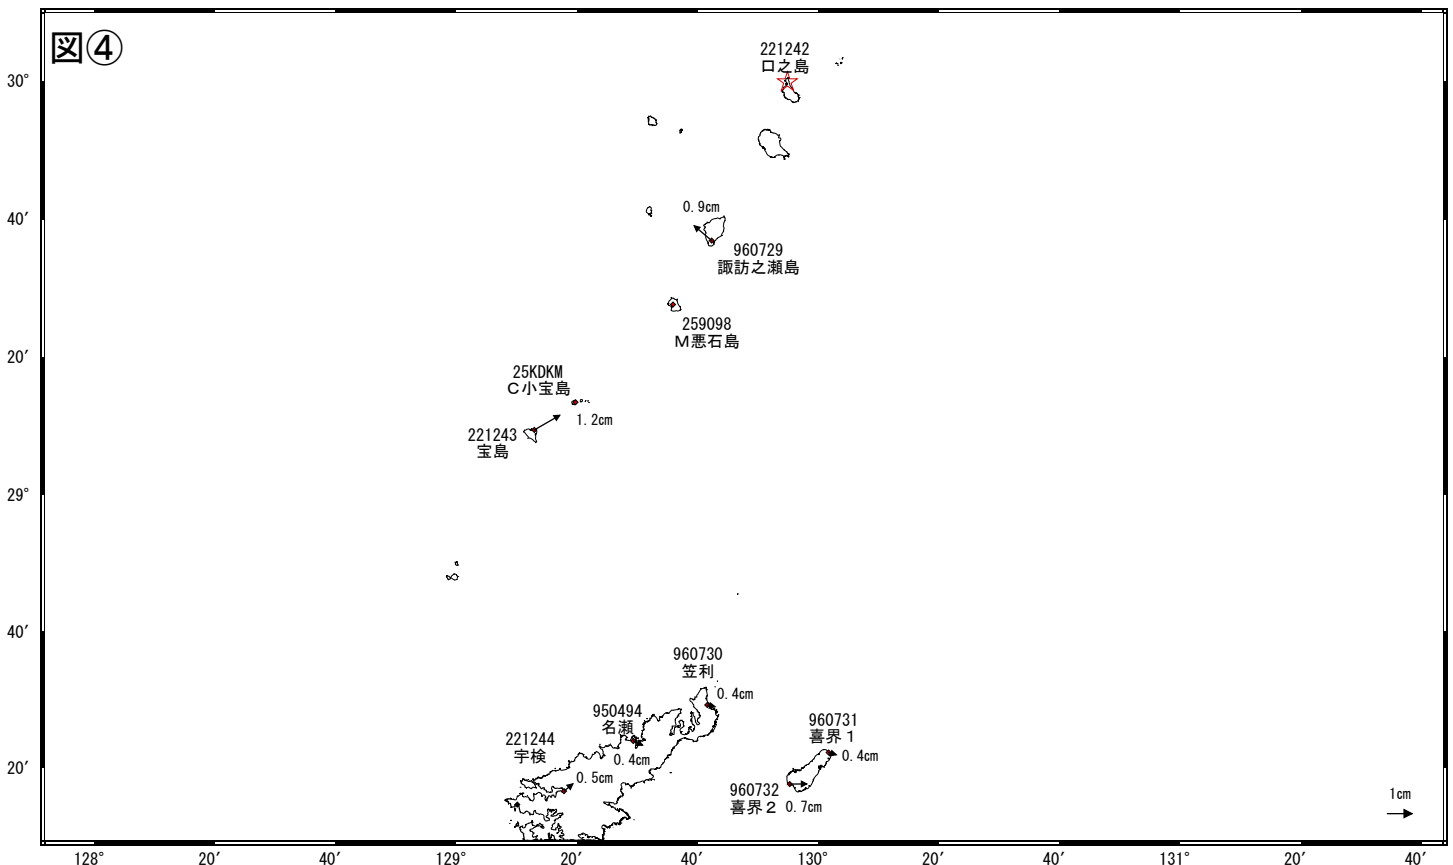 図④
221242
口之島
30°
0.9cm
40′
960729
諏訪之瀬島
259098
M悪石島
20′
25KDKM
C小宝島
1.2cm
221243
宝島
29°
40′
960730
笠利
0.4cm
950494
名瀬
0.4cm
960731
喜界1
0.4cm
221244
宇検
0.5cm
20′
960732
喜界2
0.7cm
1cm
128° 20′ 40′ 129° 20′ 40′ 130° 20′ 40′ 131° 20′ 40′